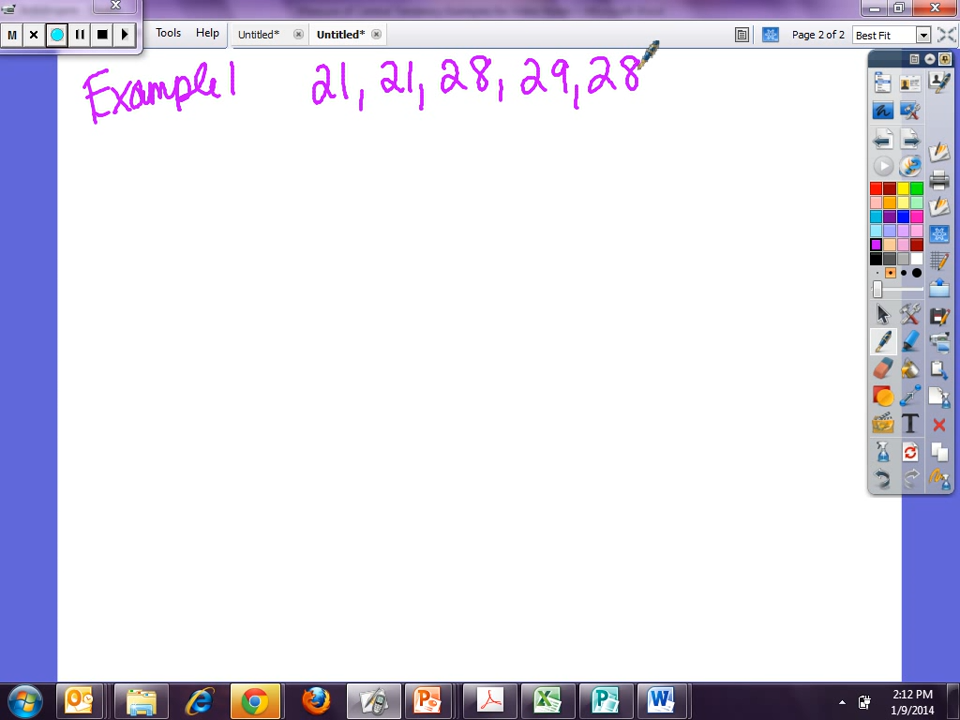 M
Tools Help Untitled* Untitled* Page 2 of 2 Best Fit
Example 1 21, 21, 28, 29, 28
T
2:12 PM
1/9/2014